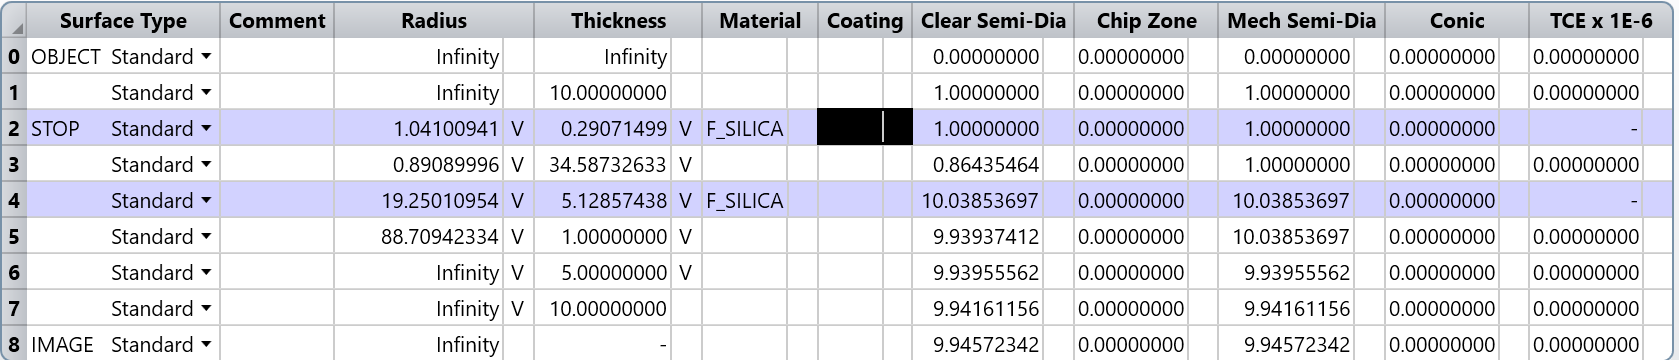 Surface Type Comment Radius Thickness Material Coating Clear Semi-Dia Chip Zone Mech Semi-Dia Conic TCE x 1E-6
0 OBJECT Standard Infinity Infinity 0.00000000 0.00000000 0.00000000 0.00000000 0.00000000
1 Standard Infinity 10.00000000 1.00000000 0.00000000 1.00000000 0.00000000 0.00000000
2 STOP Standard 1.04100941 V 0.29071499 V F_SILICA 1.00000000 0.00000000 1.00000000 0.00000000 -
3 Standard 0.89089996 V 34.58732633 V 0.86435464 0.00000000 1.00000000 0.00000000 0.00000000
4 Standard 19.25010954 V 5.12857438 V F_SILICA 10.03853697 0.00000000 10.03853697 0.00000000 -
5 Standard 88.70942334 V 1.00000000 V 9.93937412 0.00000000 10.03853697 0.00000000 0.00000000
6 Standard Infinity V 5.00000000 V 9.93955562 0.00000000 9.93955562 0.00000000 0.00000000
7 Standard Infinity V 10.00000000 9.94161156 0.00000000 9.94161156 0.00000000 0.00000000
8 IMAGE Standard Infinity - 9.94572342 0.00000000 9.94572342 0.00000000 0.00000000